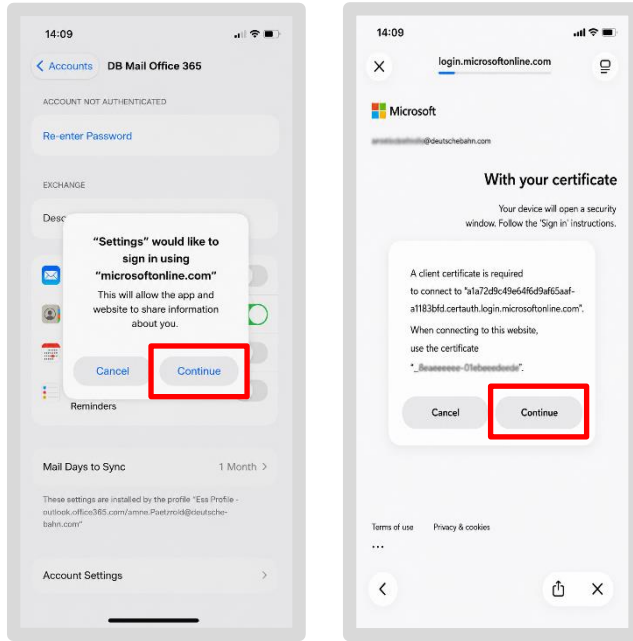 14:09
Accounts DB Mail Office 365
ACCOUNT NOT AUTHENTICATED
Re-enter Password
EXCHANGE
Desc
"Settings" would like to
sign in using
"microsoftonline.com"
This will allow the app and
website to share information
about you.
Cancel Continue
Reminders
Mail Days to Sync 1 Month
These settings are installed by the profile "Ess Profile -
outlook.office365.com/amne.Paetzroid@deutsche-
bahn.com"
Account Settings
14:09
login.microsoftonline.com
Microsoft
@deutschebahn.com
With your certificate
Your device will open a security
window. Follow the 'Sign in' instructions.
A client certificate is required
to connect to "a1a72d9c49e64f6d9af65aaf-
a1183bfd.certauth.login.microsoftonline.com".
When connecting to this website,
use the certificate
Cancel Continue
Terms of use Privacy & cookies
...